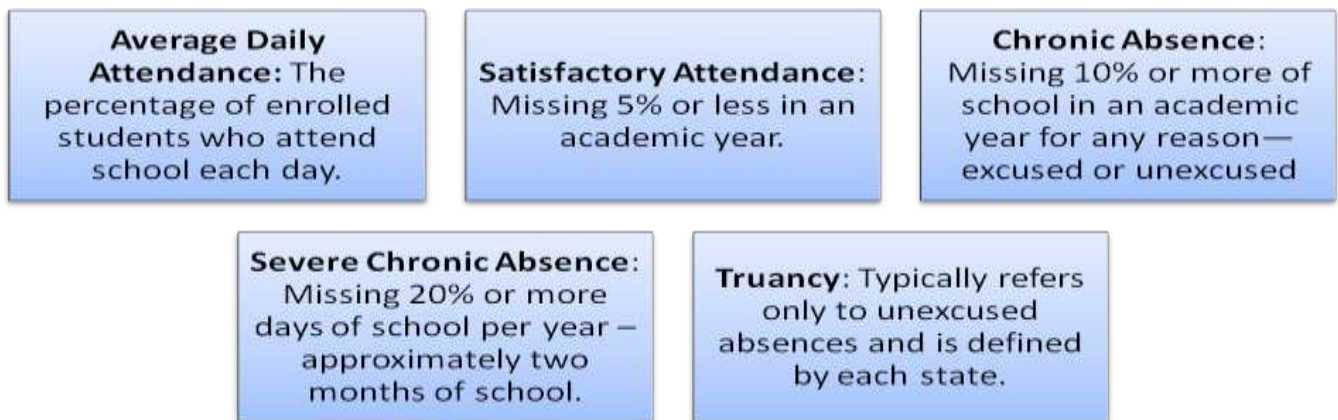 Average Daily
Attendance: The
percentage of enrolled
students who attend
school each day.
Satisfactory Attendance:
Missing 5% or less in an
academic year.
Chronic Absence:
Missing 10% or more of
school in an academic
year for any reason—
excused or unexcused
Severe Chronic Absence:
Missing 20% or more
days of school per year –
approximately two
months of school.
Truancy: Typically refers
only to unexcused
absences and is defined
by each state.